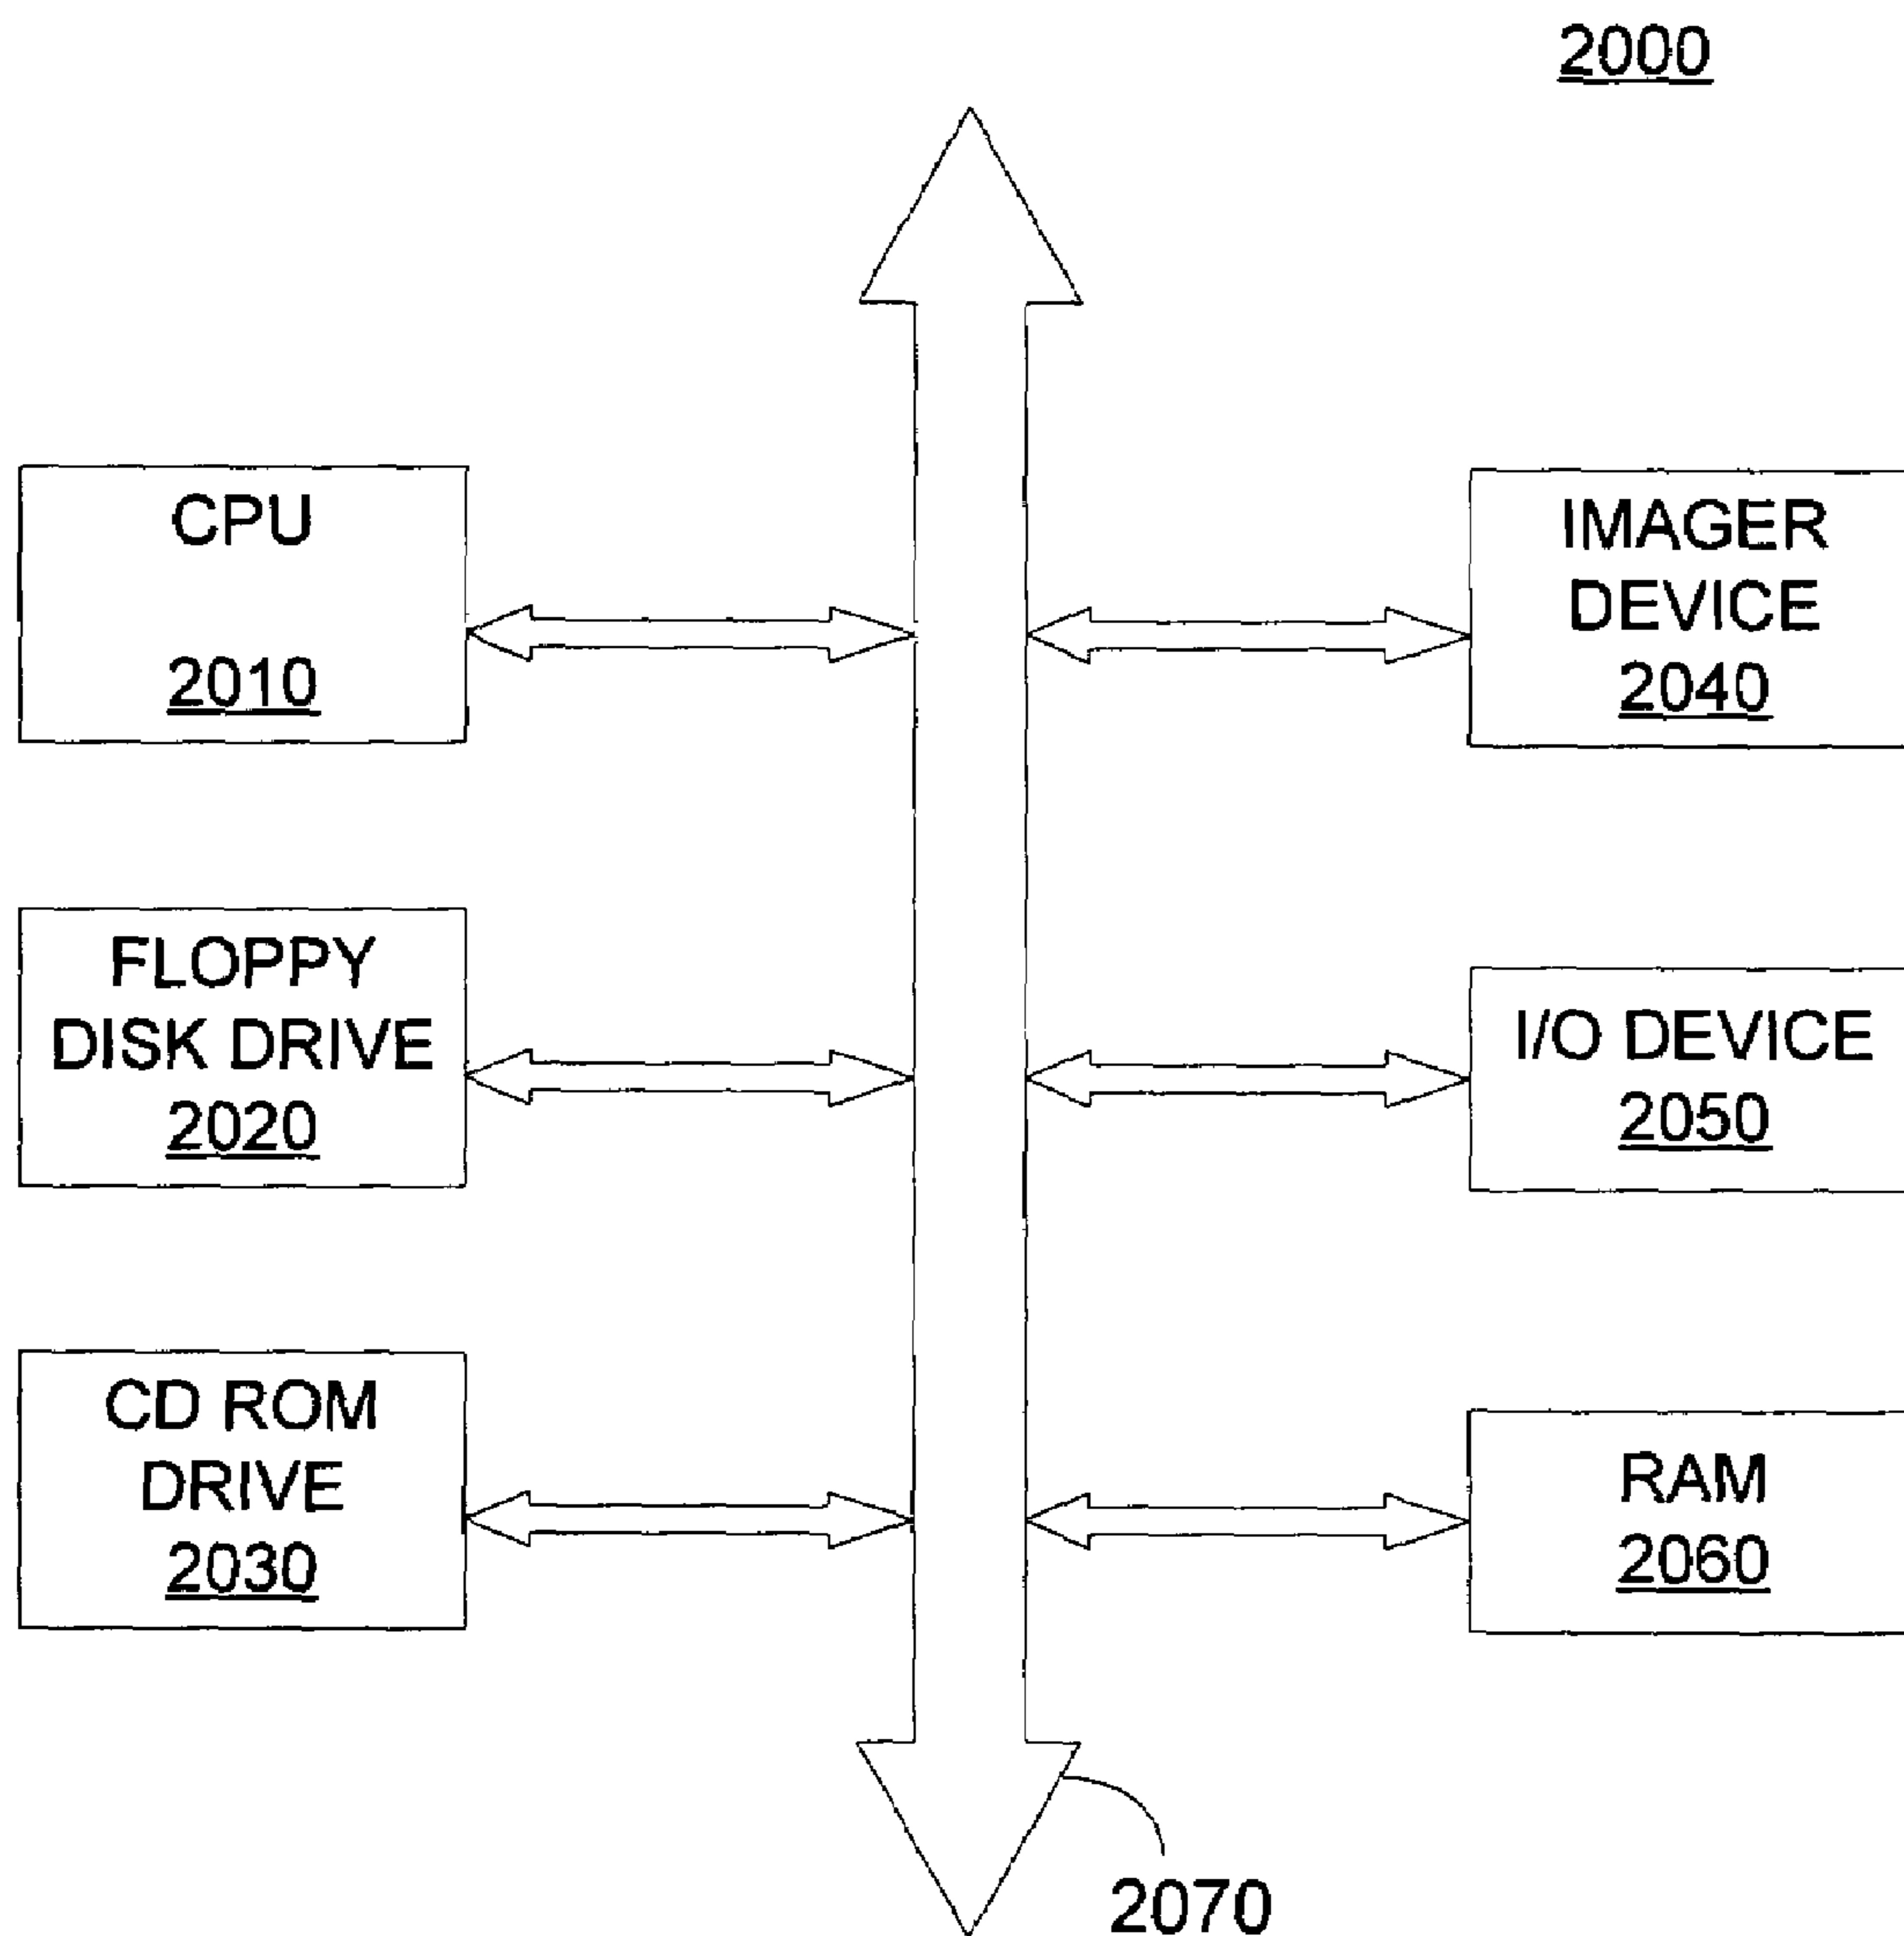 2000
CPU
2010
IMAGER
DEVICE
2040
FLOPPY
DISK DRIVE
2020
I/O DEVICE
2050
CD ROM
DRIVE
2030
RAM
2060
2070